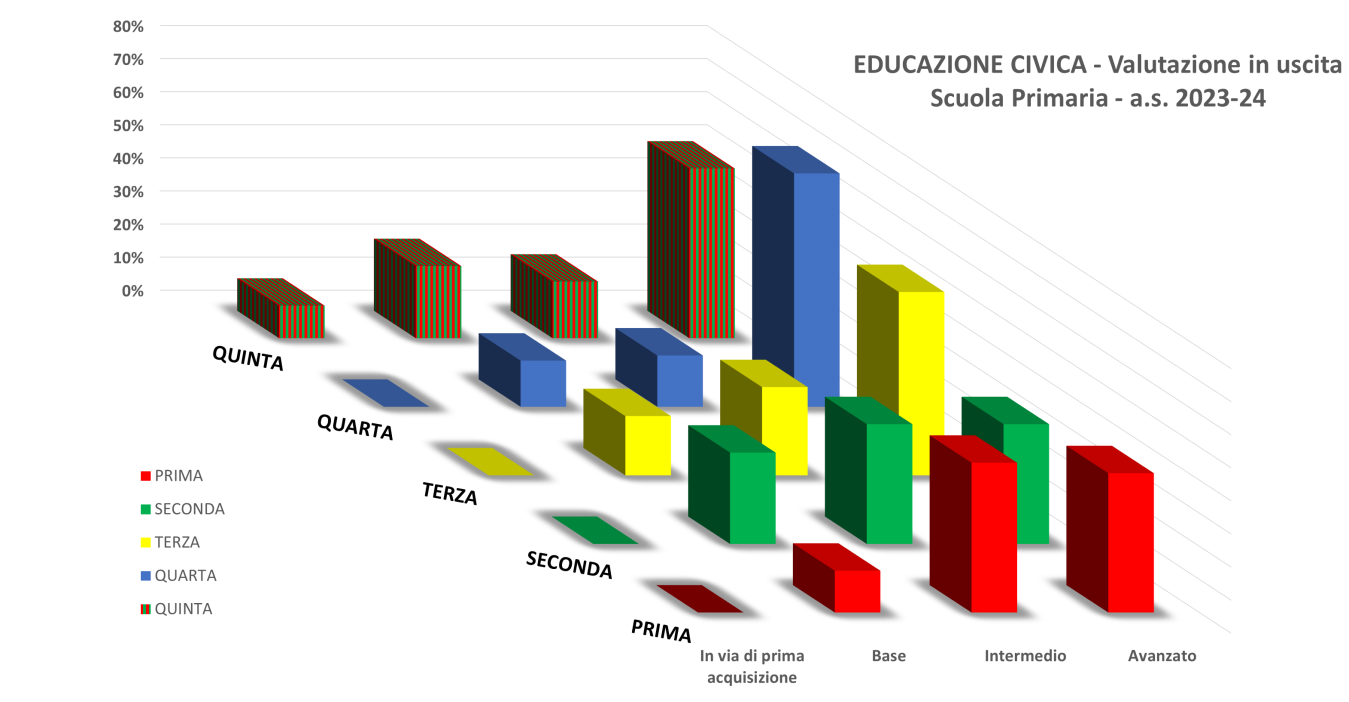 EDUCAZIONE CIVICA - Valutazione in uscita
Scuola Primaria - a.s. 2023-24
80%
70%
60%
50%
40%
30%
20%
10%
0%
QUINTA
QUARTA
TERZA
SECONDA
PRIMA
PRIMA
SECONDA
TERZA
QUARTA
QUINTA
In via di prima
acquisizione
Base
Intermedio
Avanzato